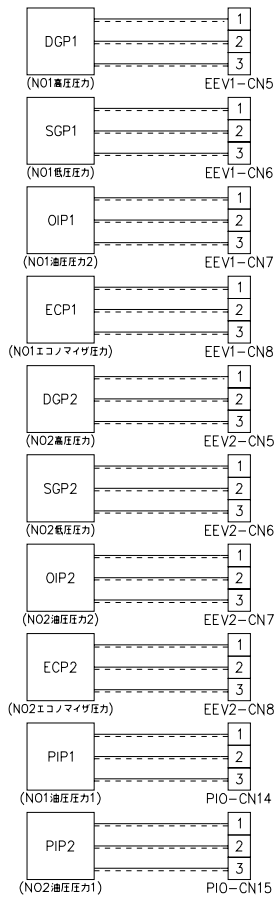 DGP1
1
2
3
(NO1高圧圧力)
EEV1-CN5
SGP1
1
2
3
(NO1低圧圧力)
EEV1-CN6
OIP1
1
2
3
(NO1油圧圧力2)
EEV1-CN7
ECP1
1
2
3
(NO1エコノマイザ圧力)
EEV1-CN8
DGP2
1
2
3
(NO2高圧圧力)
EEV2-CN5
SGP2
1
2
3
(NO2低圧圧力)
EEV2-CN6
OIP2
1
2
3
(NO2油圧圧力2)
EEV2-CN7
ECP2
1
2
3
(NO2エコノマイザ圧力)
EEV2-CN8
PIP1
1
2
3
(NO1油圧圧力1)
PIO-CN14
PIP2
1
2
3
(NO2油圧圧力1)
PIO-CN15